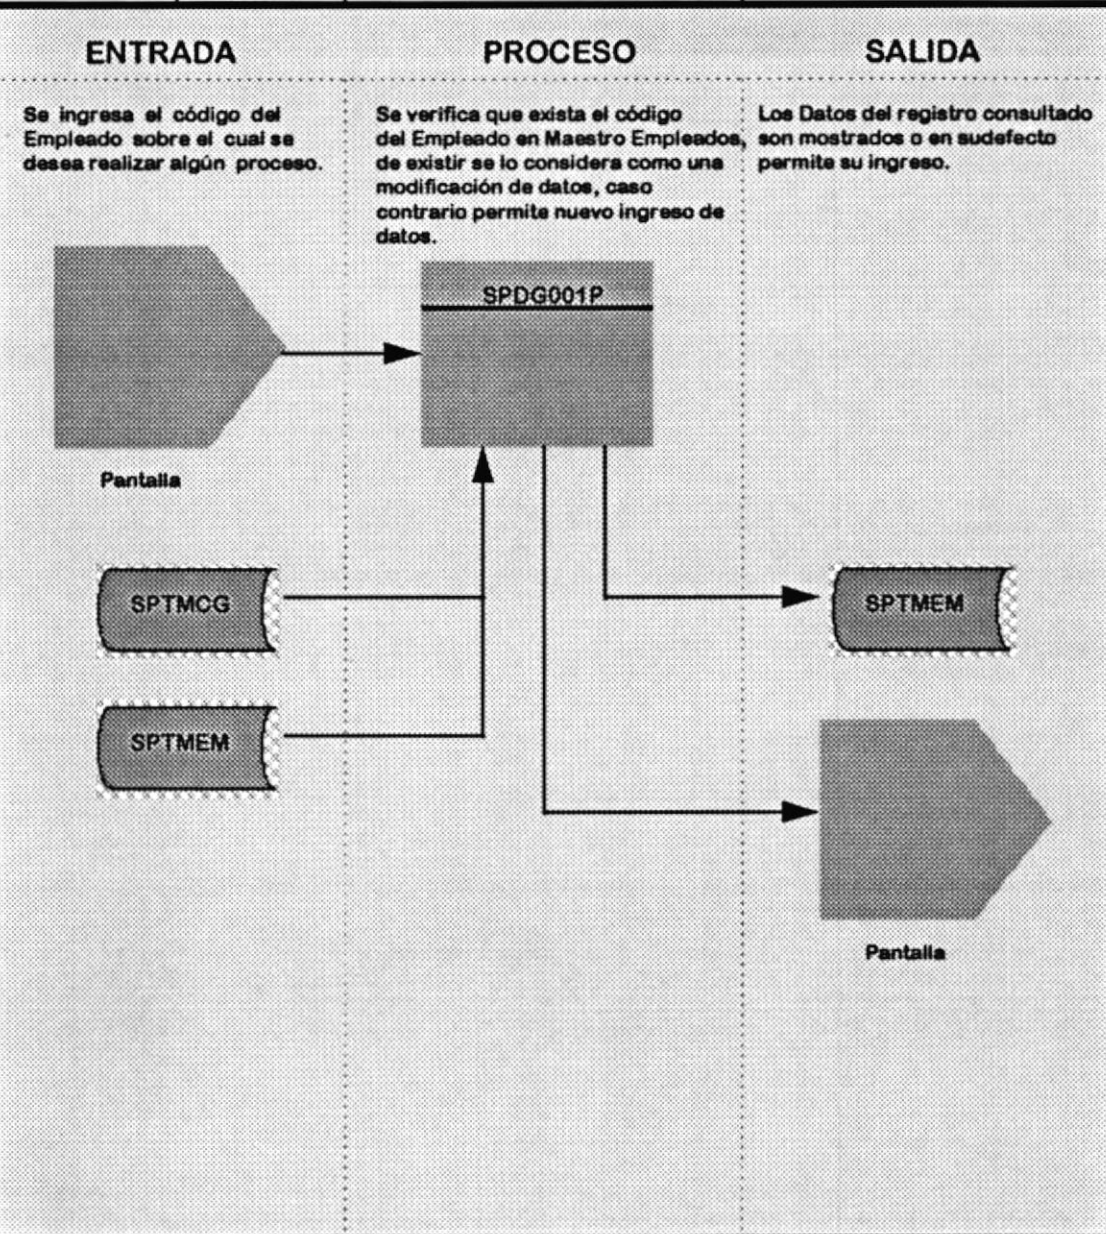 ENTRADA
PROCESO
SALIDA
Se ingresa el código del
Empleado sobre el cual se
desea realizar algún proceso.
Se verifica que exista el código
del Empleado en Maestro Empleados,
de existir se lo considera como una
modificación de datos, caso
contrario permite nuevo ingreso de
datos.
Los Datos del registro consultado
son mostrados o en sudefecto
permite su ingreso.
SPDG001P
Pantalla
SPTMCG
SPTMEM
SPTMEM
Pantalla